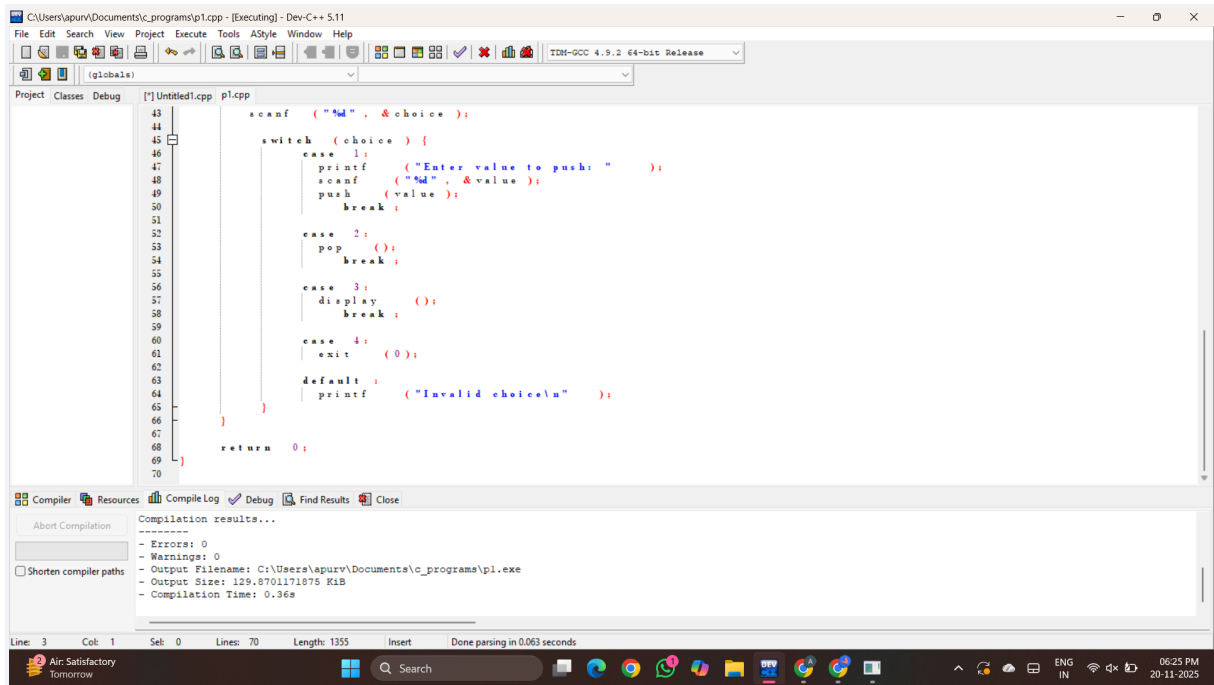 C:\Users\apurv\Documents\c_programs\p1.cpp - [Executing] - Dev-C++ 5.11
File Edit Search View Project Execute Tools AStyle Window Help
TDM-GCC 4.9.2 64-bit Release
(globals)
Project Classes Debug [*] Untitled1.cpp p1.cpp
43 scanf ("%d", &choice);
44
45 switch (choice) {
46 case 1:
47 printf ("Enter value to push: ");
48 scanf ("%d", &value);
49 push (value);
50 break;
51
52 case 2:
53 pop ();
54 break;
55
56 case 3:
57 display ();
58 break;
59
60 case 4:
61 exit (0);
62
63 default :
64 printf ("Invalid choice\n");
65 }
66 }
67
68 return 0;
69 }
70
Compiler Resources Compile Log Debug Find Results Close
Abort Compilation
Shorten compiler paths
Compilation results...
--------
- Errors: 0
- Warnings: 0
- Output Filename: C:\Users\apurv\Documents\c_programs\p1.exe
- Output Size: 129.8701171875 KiB
- Compilation Time: 0.36s
Line: 3 Col: 1 Sel: 0 Lines: 70 Length: 1355 Insert Done parsing in 0.063 seconds
2 Air: Satisfactory
Tomorrow
Search
DEV
ENG
IN
06:25 PM
20-11-2025